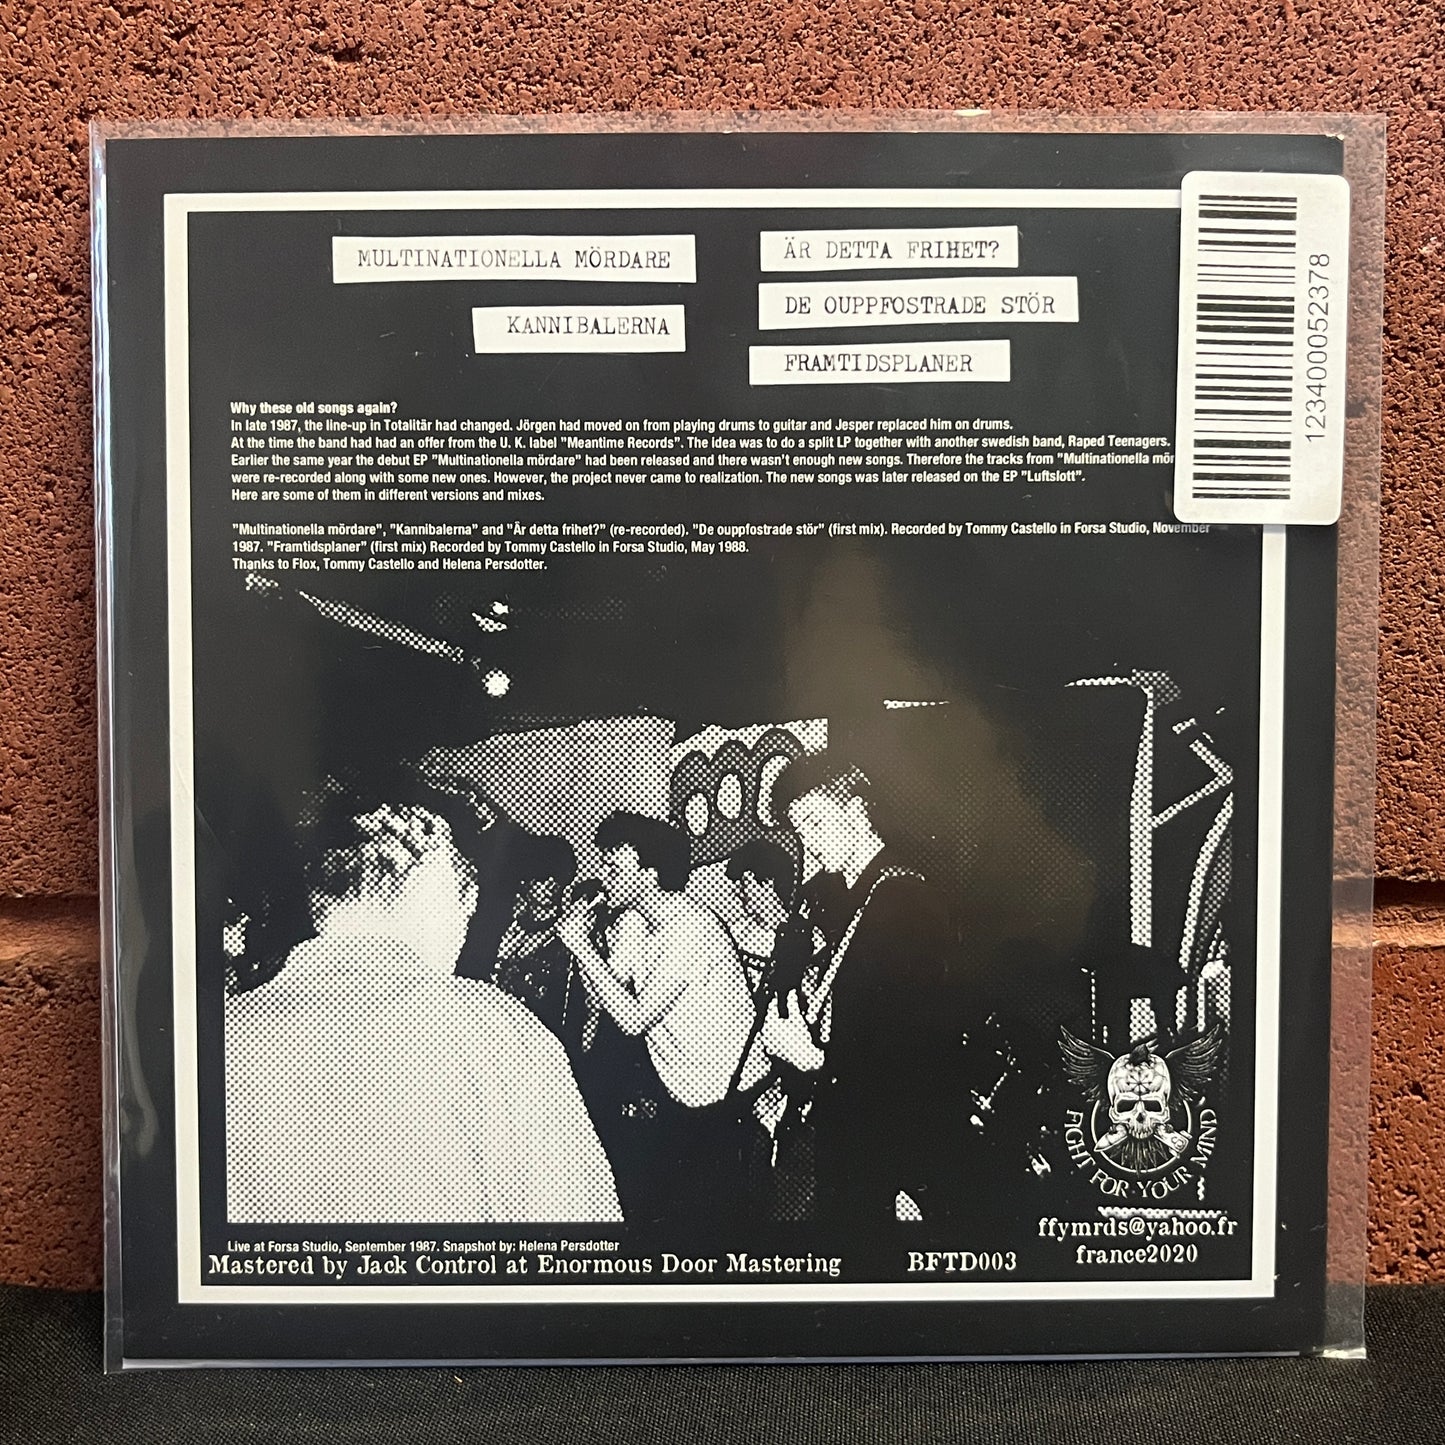 MULTINATIONELLA MÖRDARE
KANNIBALERNA
ÄR DETTA FRIHET?
DE OUPPFOSTRADE STÖR
FRAMTIDSPLANER
1234000052378
Why these old songs again?
In late 1987, the line-up in Totalitär had changed. Jörgen had moved on from playing drums to guitar and Jesper replaced him on drums.
At the time the band had had an offer from the U. K. label "Meantime Records". The idea was to do a split LP together with another swedish band, Raped Teenagers.
Earlier the same year the debut EP "Multinationella mördare" had been released and there wasn't enough new songs. Therefore the tracks from "Multinationella mör
were re-recorded along with some new ones. However, the project never came to realization. The new songs was later released on the EP "Luftslott".
Here are some of them in different versions and mixes.
"Multinationella mördare", "Kannibalerna" and "Är detta frihet?" (re-recorded). "De ouppfostrade stör" (first mix). Recorded by Tommy Castello in Forsa Studio, November
1987. "Framtidsplaner" (first mix) Recorded by Tommy Castello in Forsa Studio, May 1988.
Thanks to Flox, Tommy Castello and Helena Persdotter.
FIGHT FOR YOUR MIND
ffymrds@yahoo.fr
france2020
Live at Forsa Studio, September 1987. Snapshot by: Helena Persdotter
Mastered by Jack Control at Enormous Door Mastering
BFTD003